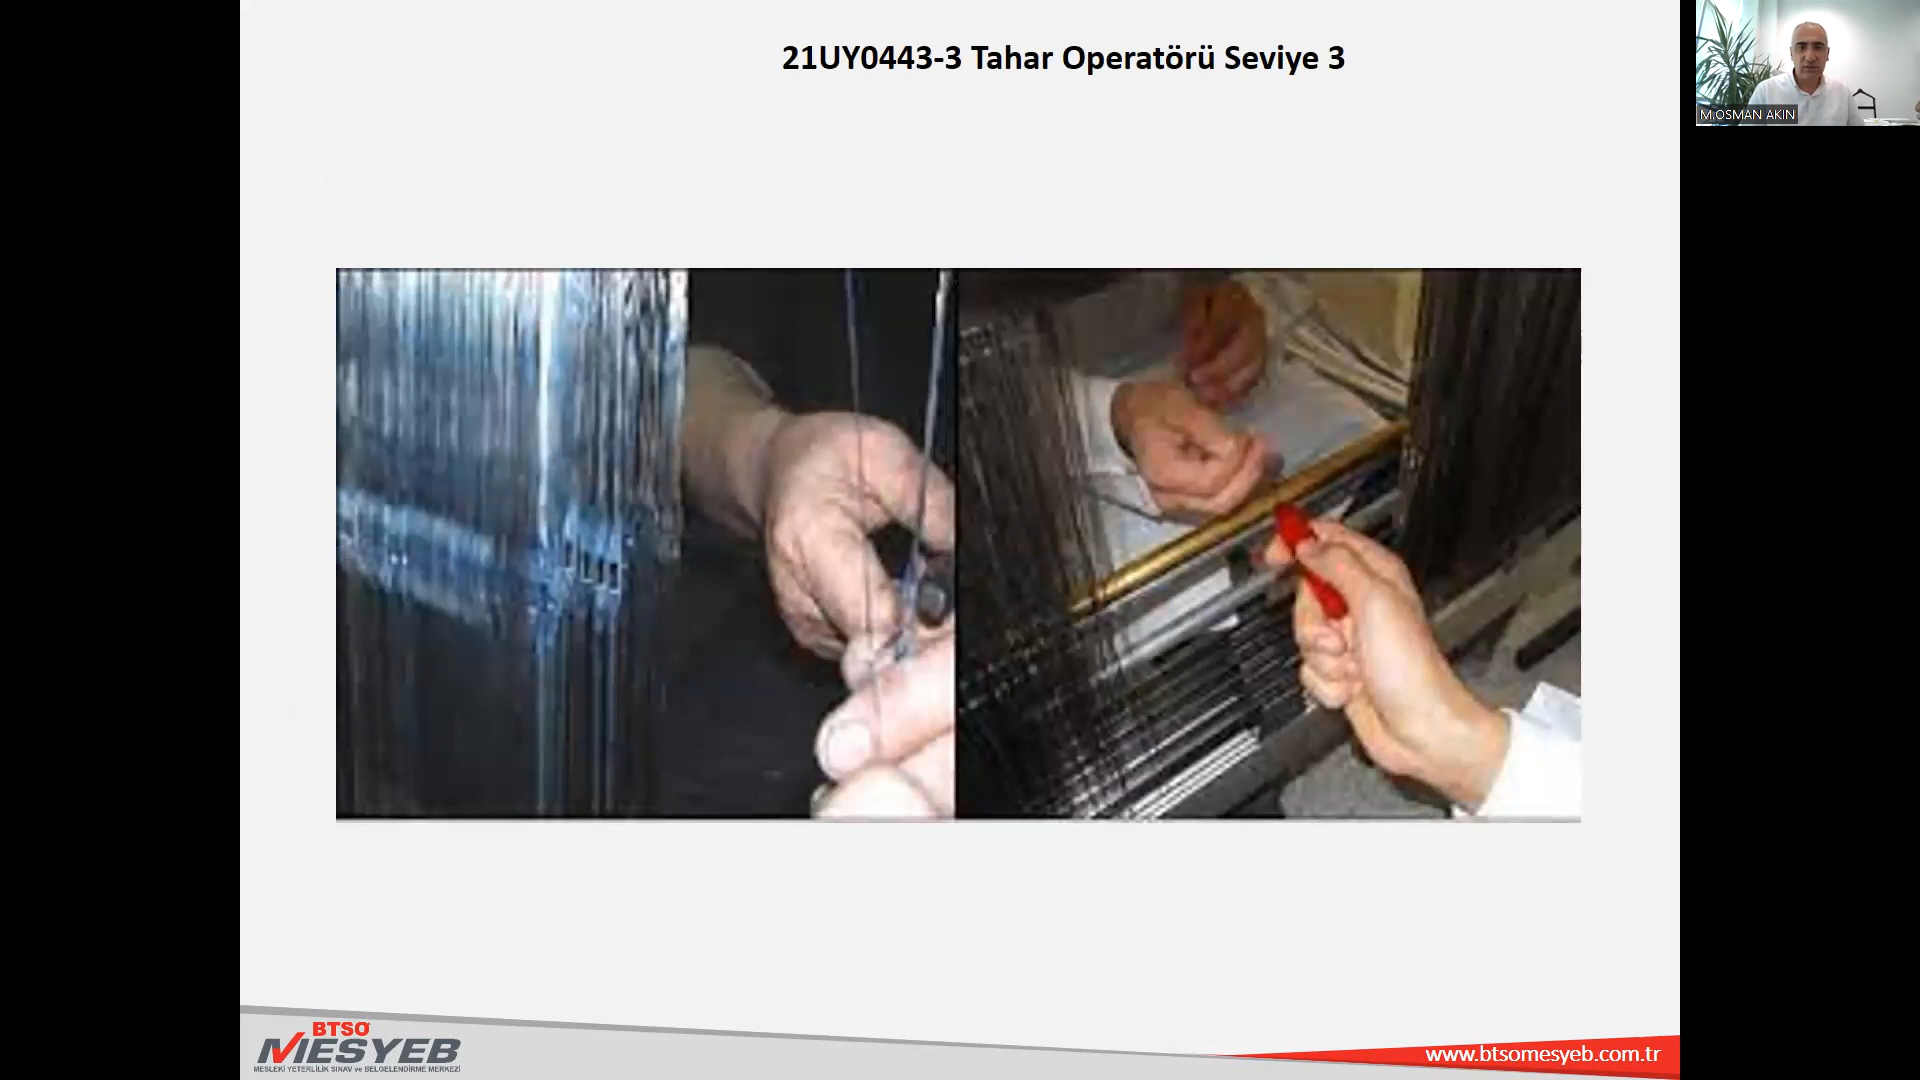 21UY0443-3 Tahar Operatörü Seviye 3
M.OSMAN AKIN
BTSO
MESYEB
MESLEKİ YETERLİLİK SINAV ve BELGELENDİRME MERKEZİ
www.btsomesyeb.com.tr